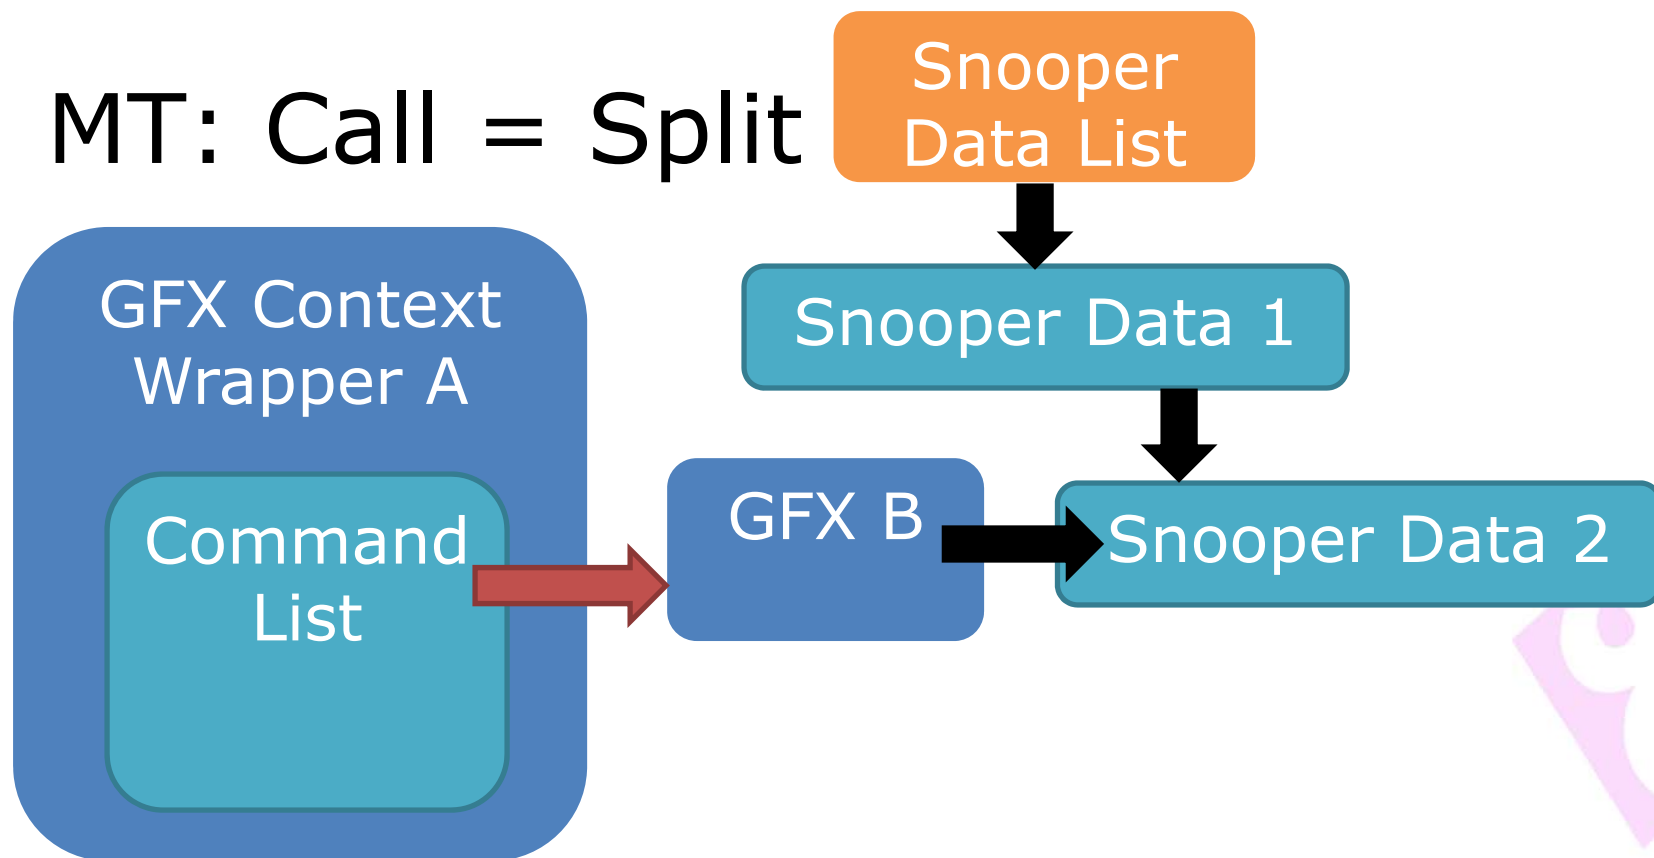 MT: Call = Split
Snooper
Data List
GFX Context
Wrapper A
Snooper Data 1
Command
List
GFX B
Snooper Data 2